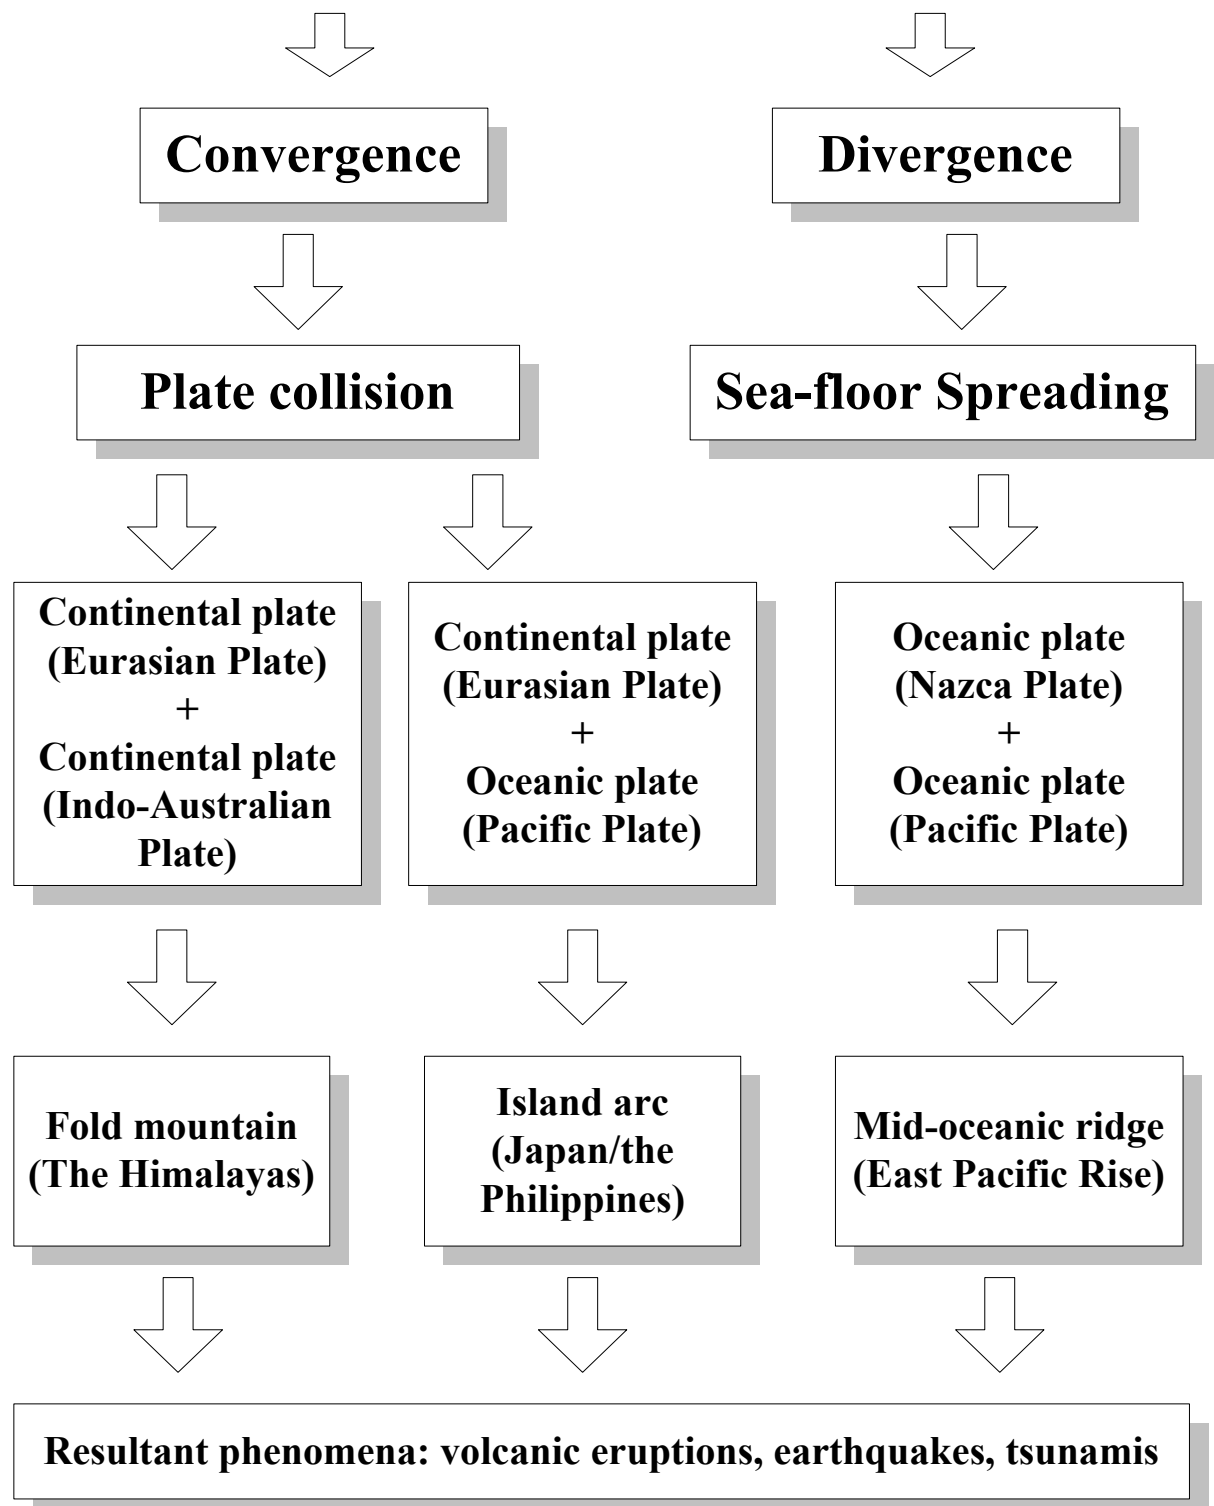 Convergence
Divergence
Plate collision
Sea-floor Spreading
Continental plate
(Eurasian Plate)
+
Continental plate
(Indo-Australian
Plate)
Continental plate
(Eurasian Plate)
+
Oceanic plate
(Pacific Plate)
Oceanic plate
(Nazca Plate)
+
Oceanic plate
(Pacific Plate)
Fold mountain
(The Himalayas)
Island arc
(Japan/the
Philippines)
Mid-oceanic ridge
(East Pacific Rise)
Resultant phenomena: volcanic eruptions, earthquakes, tsunamis